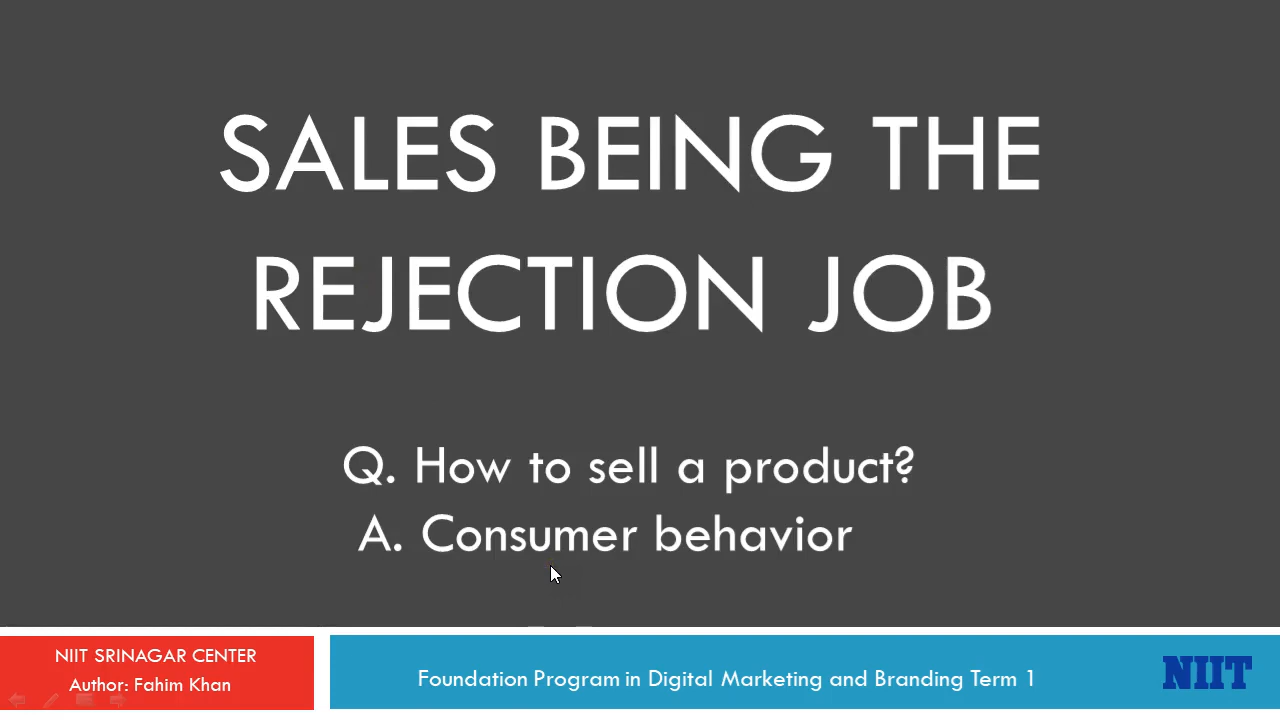 SALES BEING THE
REJECTION JOB
Q. How to sell a product?
A. Consumer behavior
NIIT SRINAGAR CENTER
Author: Fahim Khan
Foundation Program in Digital Marketing and Branding Term 1
NIIT